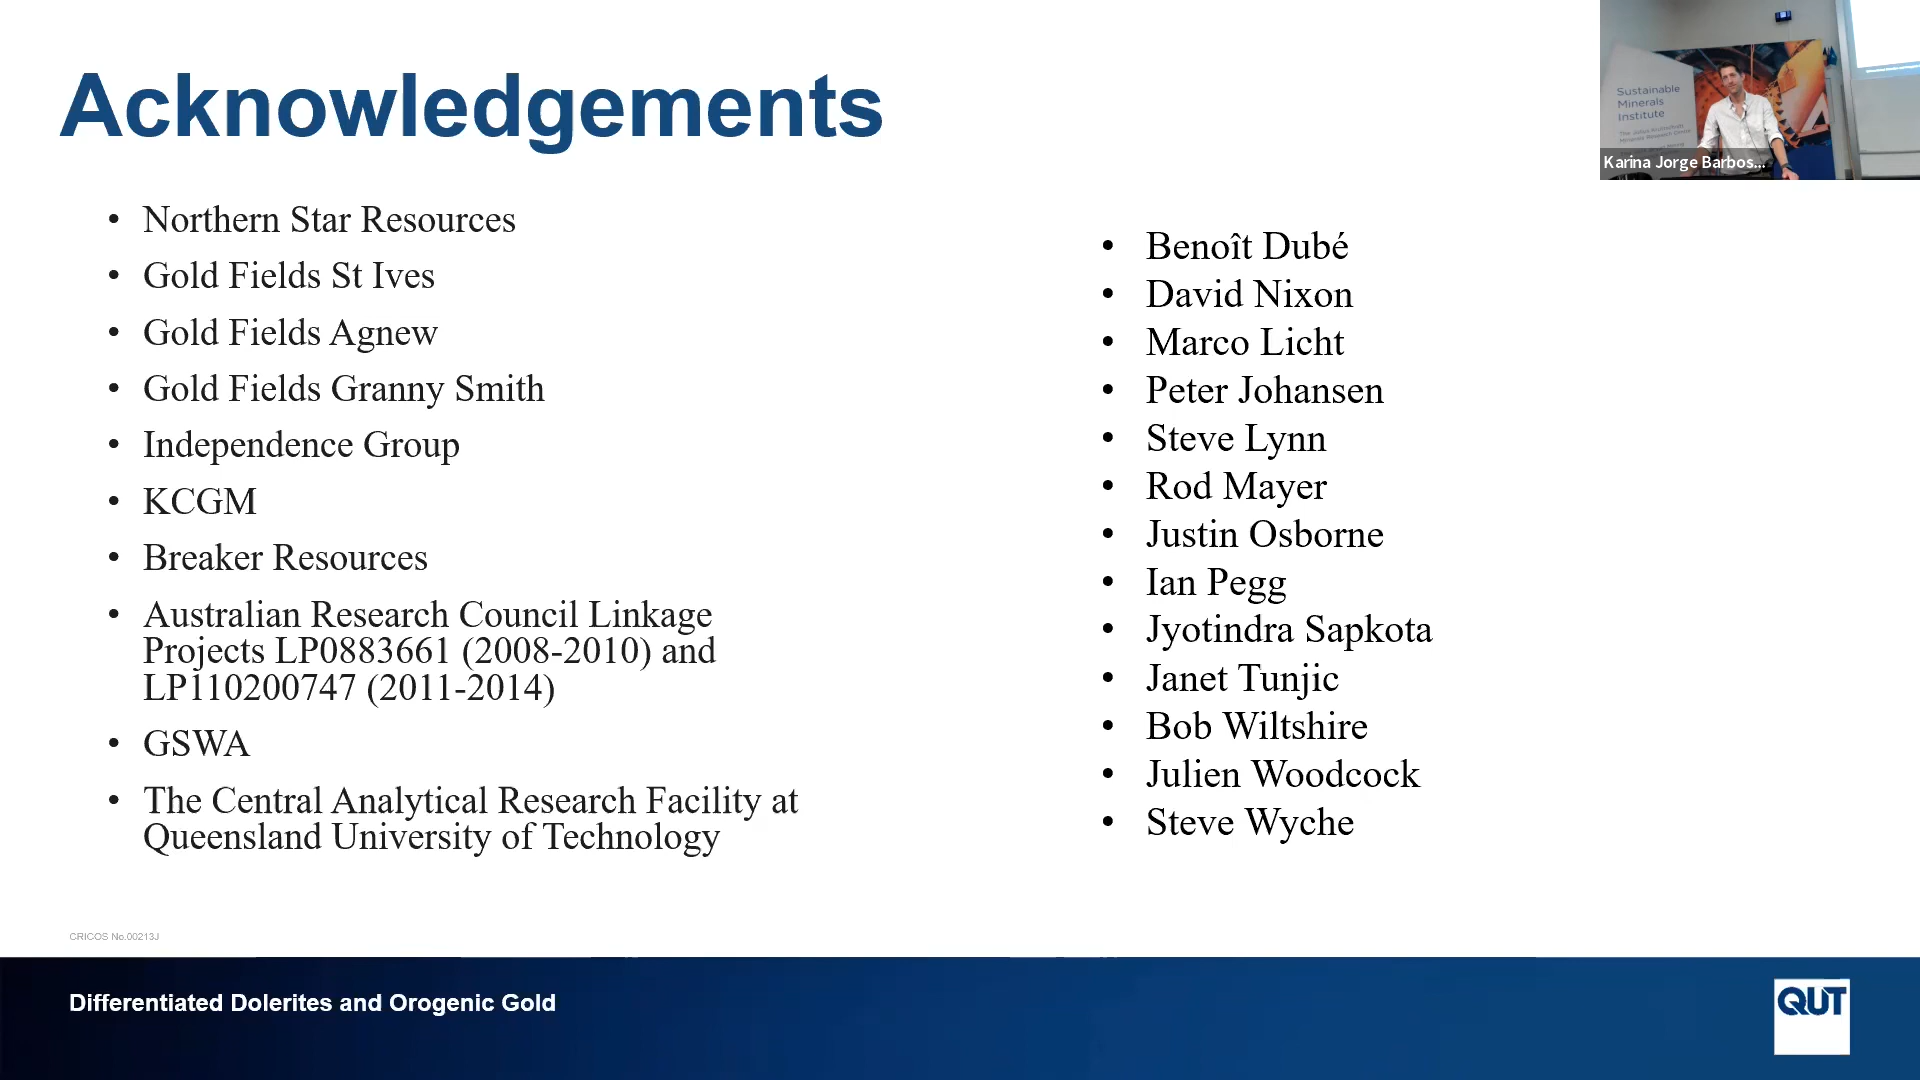 Acknowledgements
• Northern Star Resources
• Gold Fields St Ives
• Gold Fields Agnew
• Gold Fields Granny Smith
• Independence Group
• KCGM
• Breaker Resources
• Australian Research Council Linkage
Projects LP0883661 (2008-2010) and
LP110200747 (2011-2014)
• GSWA
• The Central Analytical Research Facility at
Queensland University of Technology
• Benoît Dubé
• David Nixon
• Marco Licht
• Peter Johansen
• Steve Lynn
• Rod Mayer
• Justin Osborne
• Ian Pegg
• Jyotindra Sapkota
• Janet Tunjic
• Bob Wiltshire
• Julien Woodcock
• Steve Wyche
Sustainable
Minerals
Institute
Karina Jorge Barbos...
CRICOS No.00213J
Differentiated Dolerites and Orogenic Gold
QUT